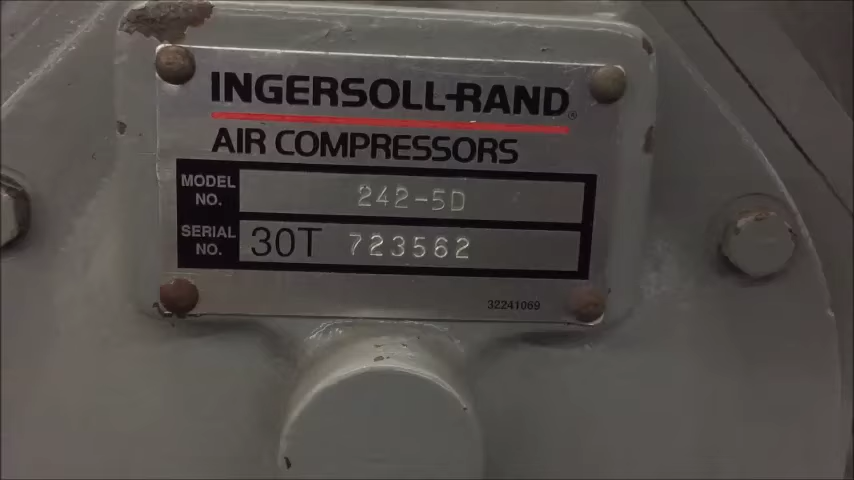 INGERSOLL-RAND®
AIR COMPRESSORS
MODEL NO. 242-5D
SERIAL NO. 30T 723562
32241069